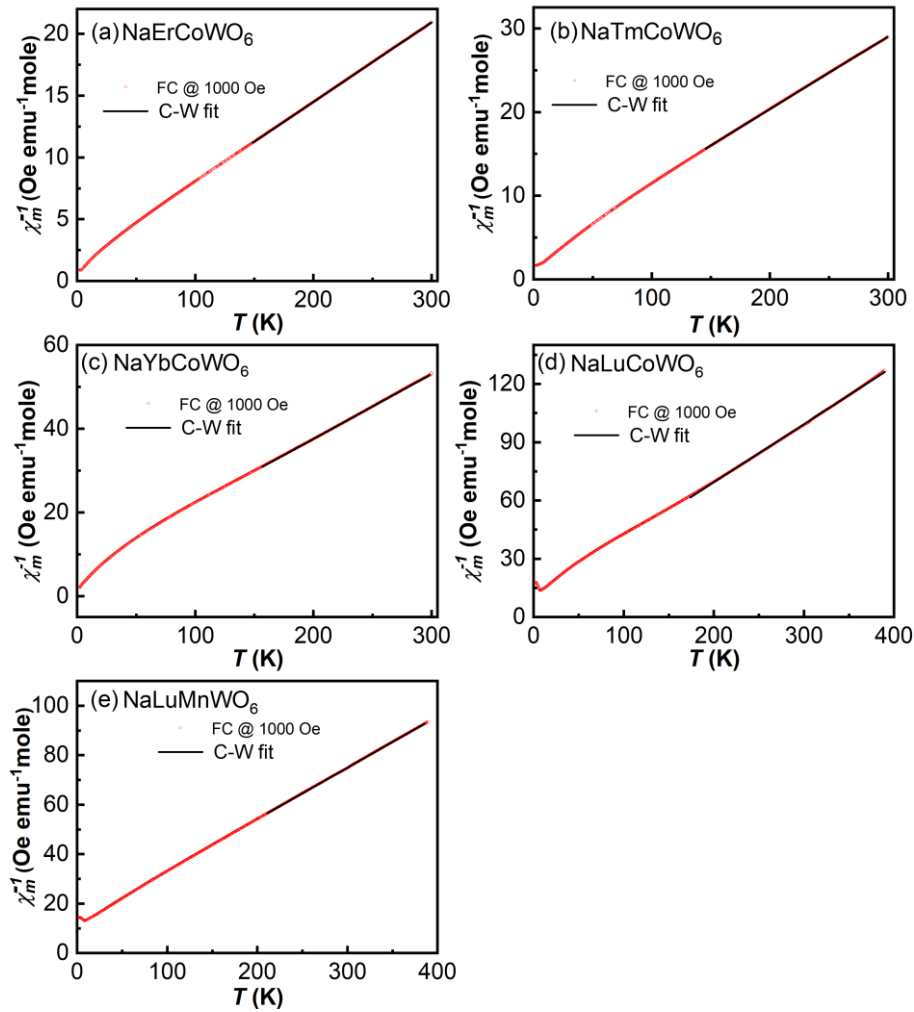 (a) NaErCoWO₆
FC @ 1000 Oe
C-W fit
χₘ⁻¹ (Oe emu⁻¹mole)
20
15
10
5
0
0 100 200 300
T (K)
(b) NaTmCoWO₆
FC @ 1000 Oe
C-W fit
χₘ⁻¹ (Oe emu⁻¹mole)
30
20
10
0
0 100 200 300
T (K)
(c) NaYbCoWO₆
FC @ 1000 Oe
C-W fit
χₘ⁻¹ (Oe emu⁻¹mole)
60
40
20
0
0 100 200 300
T (K)
(d) NaLuCoWO₆
FC @ 1000 Oe
C-W fit
χₘ⁻¹ (Oe emu⁻¹mole)
120
90
60
30
0
0 100 200 300 400
T (K)
(e) NaLuMnWO₆
FC @ 1000 Oe
C-W fit
χₘ⁻¹ (Oe emu⁻¹mole)
100
80
60
40
20
0
0 100 200 300 400
T (K)